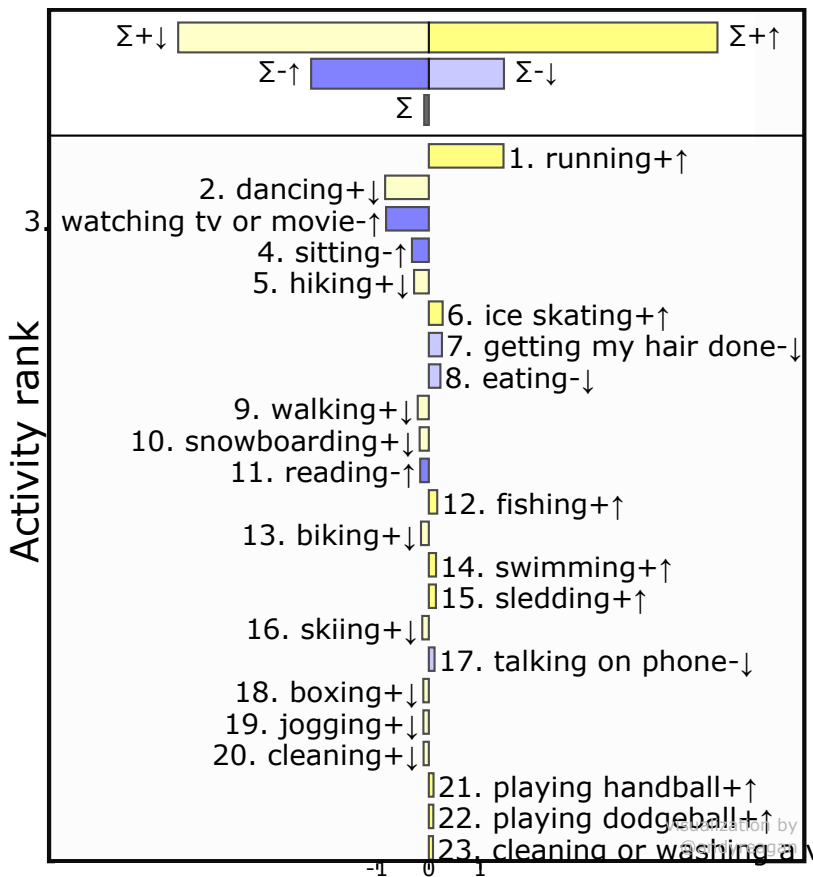 Σ+↓ Σ+↑
Σ-↑ Σ-↓
Σ
1. running+↑
2. dancing+↓
3. watching tv or movie-↑
4. sitting-↑
5. hiking+↓
6. ice skating+↑
7. getting my hair done-↓
8. eating-↓
9. walking+↓
10. snowboarding+↓
11. reading-↑
12. fishing+↑
13. biking+↓
14. swimming+↑
15. sledding+↑
16. skiing+↓
17. talking on phone-↓
18. boxing+↓
19. jogging+↓
20. cleaning+↓
21. playing handball+↑
22. playing dodgeball+↑
23. cleaning or washing a v
Activity rank
visualization by
@andyreagan
-1 0 1